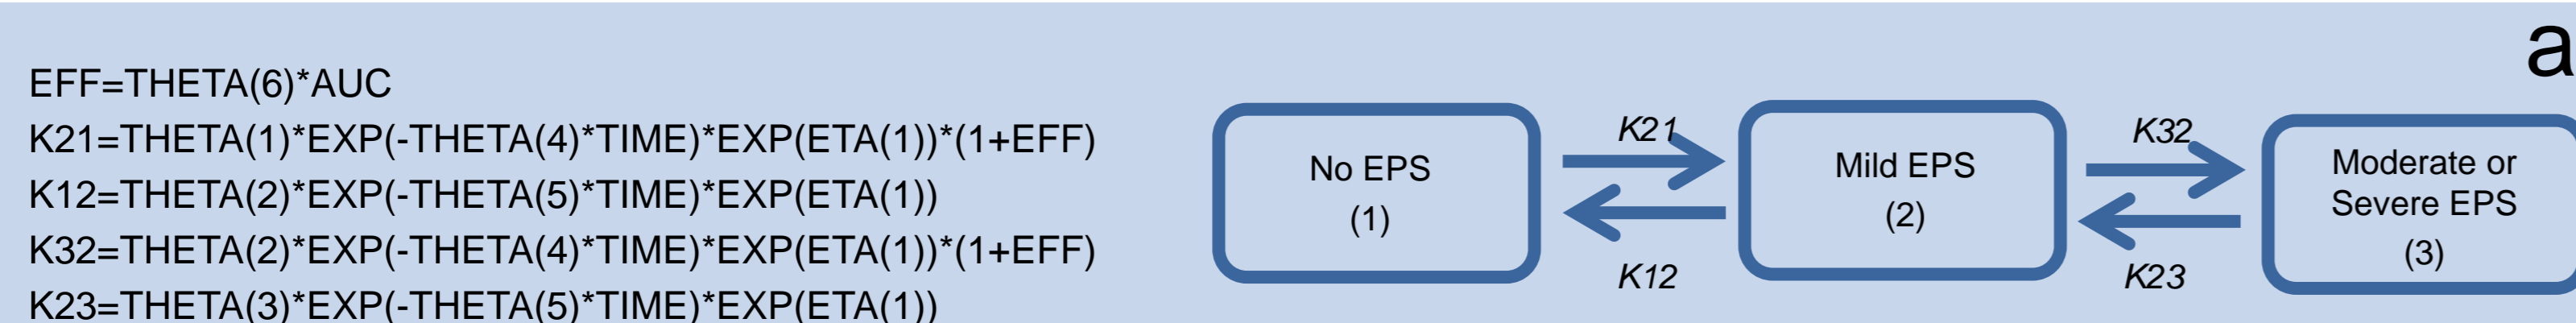 a
EFF=THETA(6)*AUC
K21=THETA(1)*EXP(-THETA(4)*TIME)*EXP(ETA(1))*(1+EFF)
K12=THETA(2)*EXP(-THETA(5)*TIME)*EXP(ETA(1))
K32=THETA(2)*EXP(-THETA(4)*TIME)*EXP(ETA(1))*(1+EFF)
K23=THETA(3)*EXP(-THETA(5)*TIME)*EXP(ETA(1))
No EPS
(1)
K21
K12
Mild EPS
(2)
K32
K23
Moderate or
Severe EPS
(3)